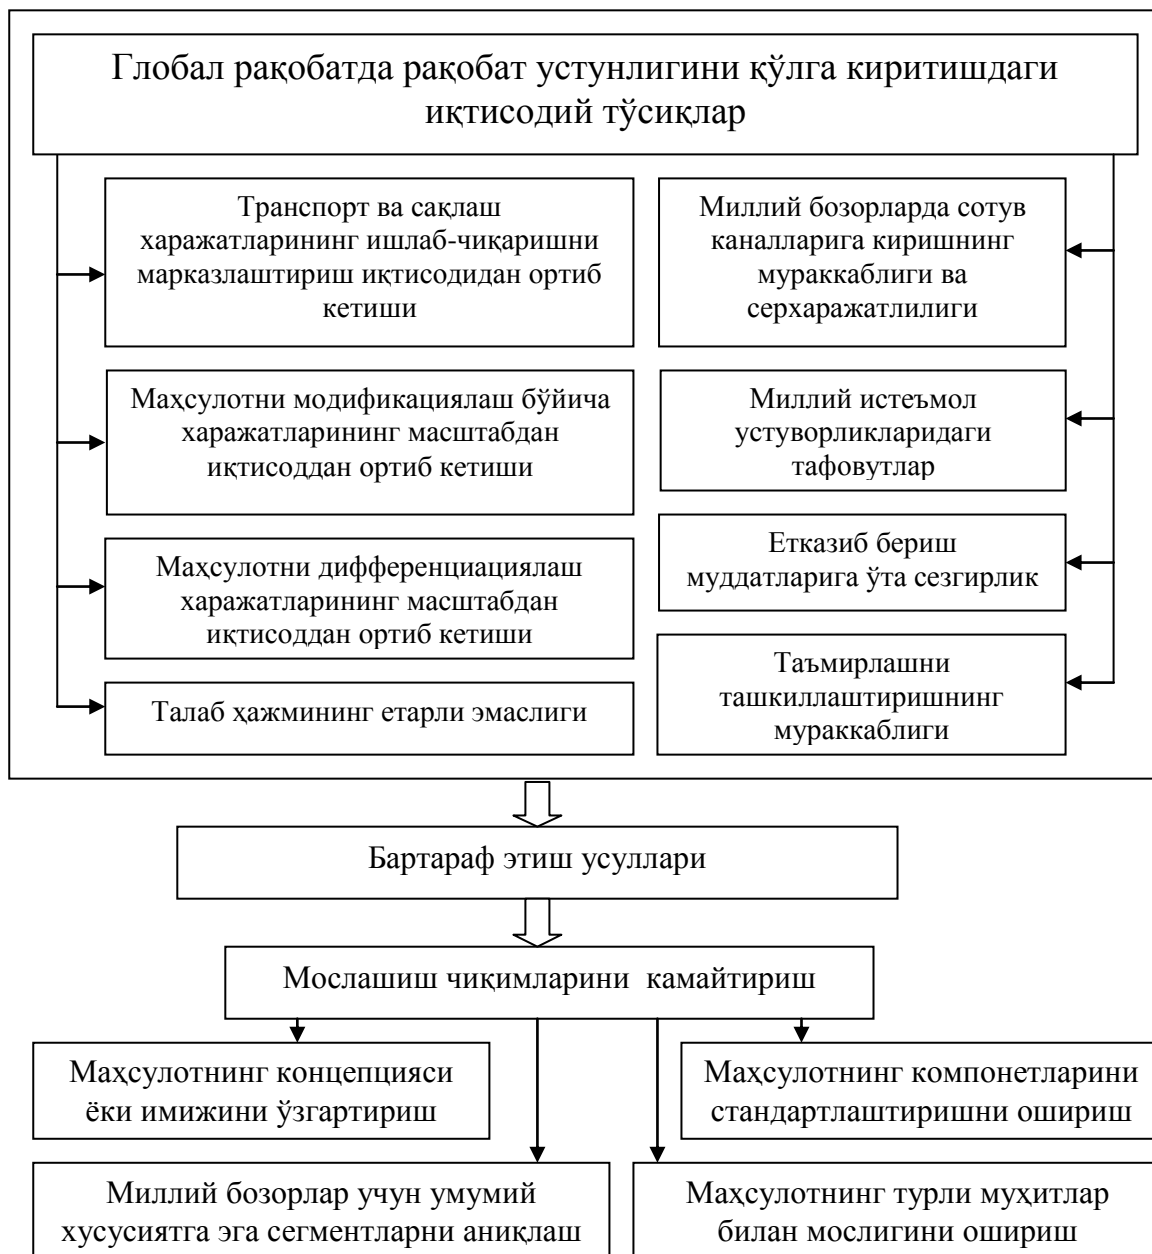 Глобал рақобатда рақобат устунлигини қўлга киритишдаги
иқтисодий тўсиқлар
Транспорт ва сақлаш
харажатларининг ишлаб-чиқаришни
марказлаштириш иқтисодидан ортиб
кетиши
Маҳсулотни модификациялаш бўйича
харажатларининг масштабдан
иқтисоддан ортиб кетиши
Маҳсулотни дифференциациялаш
харажатларининг масштабдан
иқтисоддан ортиб кетиши
Талаб ҳажмининг етарли эмаслиги
Миллий бозорларда сотув
каналларига киришнинг
мураккаблиги ва
серхаражатлилиги
Миллий истеъмол
устуворликларидаги
тафовутлар
Етказиб бериш
муддатларига ўта сезгирлик
Таъмирлашни
ташкиллаштиришнинг
мураккаблиги
Бартараф этиш усуллари
Мослашиш чиқимларини камайтириш
Маҳсулотнинг концепцияси
ёки имижини ўзгартириш
Маҳсулотнинг компонетларини
стандартлаштиришни ошириш
Миллий бозорлар учун умумий
хусусиятга эга сегментларни аниқлаш
Маҳсулотнинг турли муҳитлар
билан мослигини ошириш